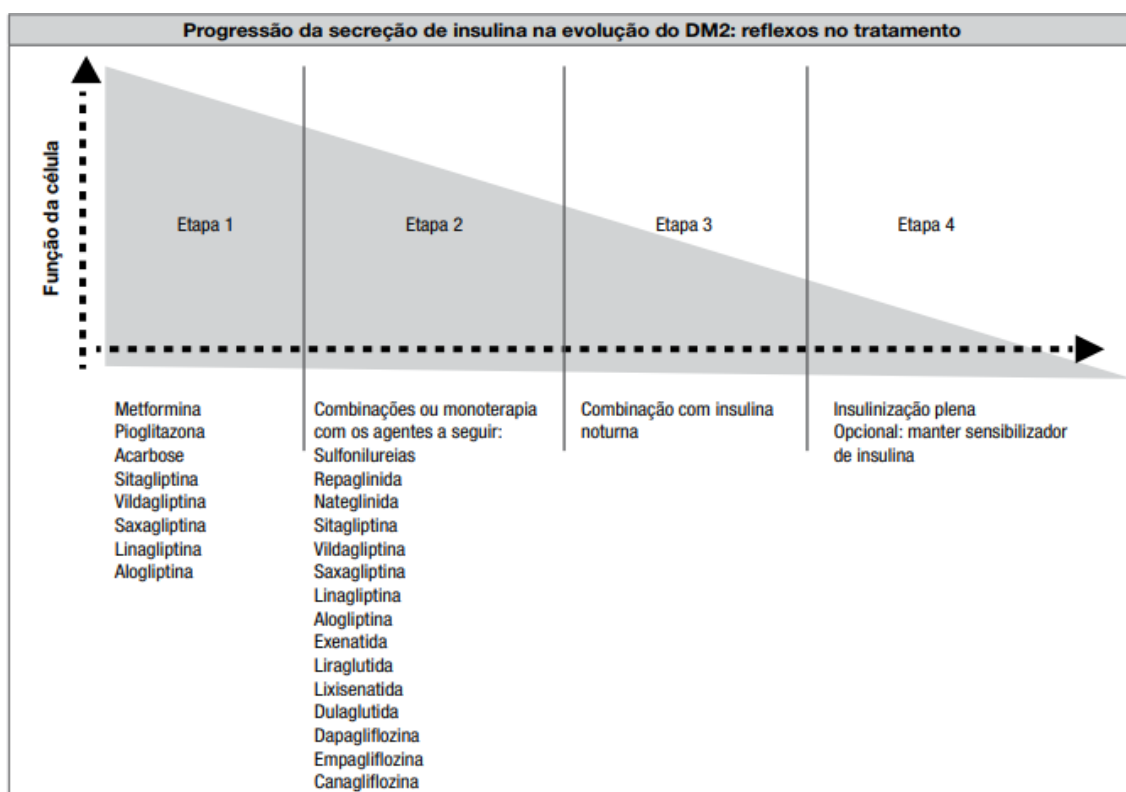 Progressão da secreção de insulina na evolução do DM2: reflexos no tratamento
Função da célula
Etapa 1
Etapa 2
Etapa 3
Etapa 4
Metformina
Pioglitazona
Acarbose
Sitagliptina
Vildagliptina
Saxagliptina
Linagliptina
Alogliptina
Combinações ou monoterapia
com os agentes a seguir:
Sulfonilureias
Repaglinida
Nateglinida
Sitagliptina
Vildagliptina
Saxagliptina
Linagliptina
Alogliptina
Exenatida
Liraglutida
Lixisenatida
Dulaglutida
Dapagliflozina
Empagliflozina
Canagliflozina
Combinação com insulina
noturna
Insulinização plena
Opcional: manter sensibilizador
de insulina